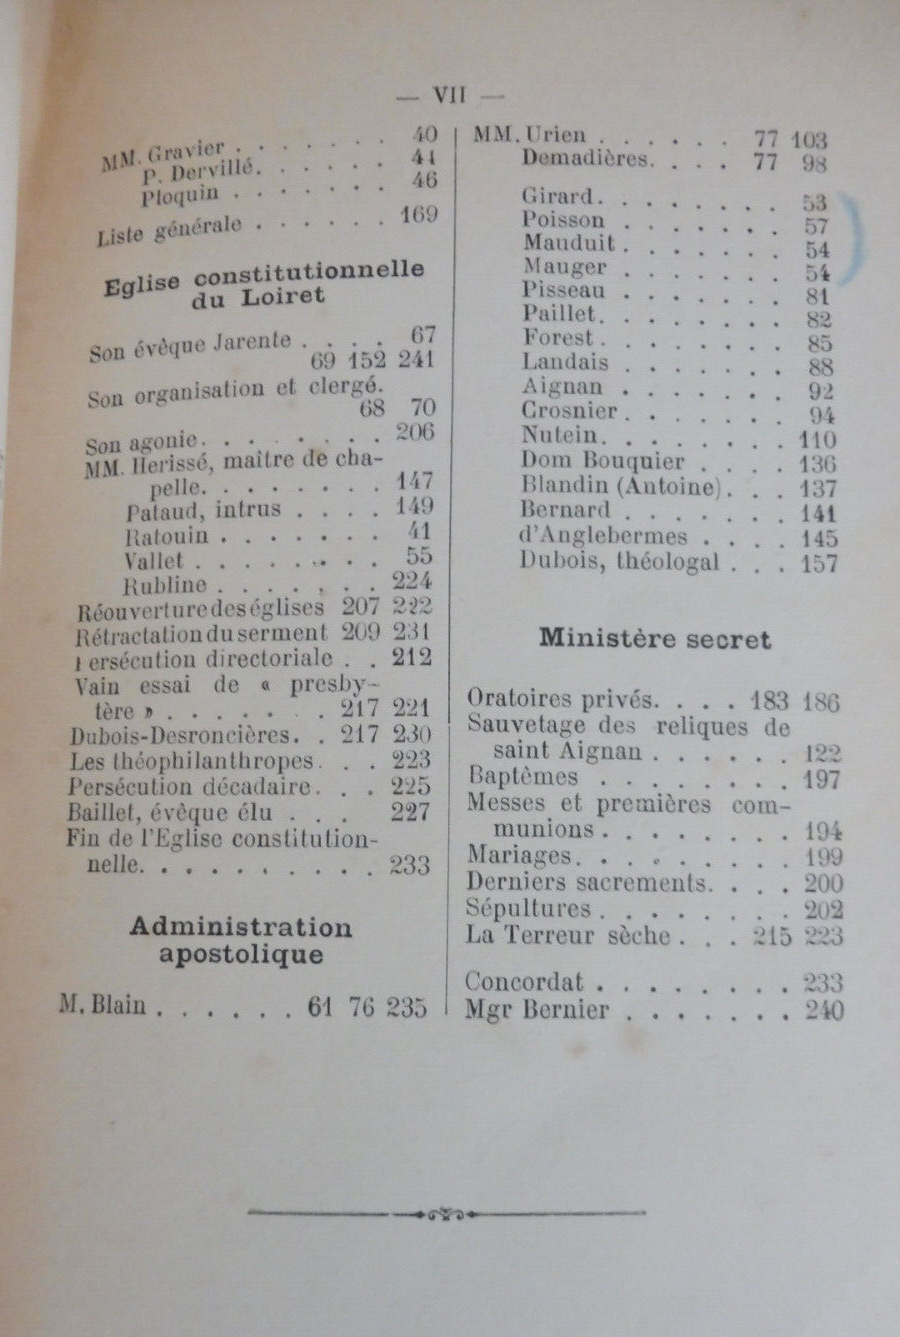 — VII —
MM. Gravier . . . . . . . 40
P. Dervillé. . . . . . 41
Ploquin . . . . . . . 46
Liste générale . . . . . . 169
Eglise constitutionnelle
du Loiret
Son évêque Jarente . . . . 67
69 152 241
Son organisation et clergé.
68 70
Son agonie. . . . . . . . 206
MM. Herissé, maître de cha-
pelle. . . . . . . . 147
Pataud, intrus . . . . 149
Ratouin . . . . . . . 41
Vallet . . . . . . . . 55
Rubline . . . . . . . 224
Réouverture des églises 207 222
Rétractation du serment 209 231
Persécution directoriale . . 212
Vain essai de « presby-
tère » . . . . . . . 217 221
Dubois-Desroncières. . 217 230
Les théophilanthropes. . . 223
Persécution décadaire. . . 225
Baillet, évêque élu . . . 227
Fin de l'Eglise constitution-
nelle. . . . . . . . . . 233
Administration
apostolique
M. Blain . . . . . . 61 76 235
MM. Urien . . . . . . 77 103
Demadières. . . . 77 98
Girard. . . . . . . . 53
Poisson . . . . . . . 57
Mauduit . . . . . . . 54
Mauger . . . . . . . 54
Pisseau . . . . . . . 81
Paillet. . . . . . . . 82
Forest . . . . . . . . 85
Landais . . . . . . . 88
Aignan . . . . . . . 92
Crosnier . . . . . . . 94
Nutein. . . . . . . . 110
Dom Bouquier . . . . 136
Blandin (Antoine). . . 137
Bernard . . . . . . . 141
d'Anglebermes . . . . 145
Dubois, théologal . . . 157
Ministère secret
Oratoires privés. . . . 183 186
Sauvetage des reliques de
saint Aignan . . . . . . 122
Baptêmes . . . . . . . 197
Messes et premières com-
munions . . . . . . . . 194
Mariages. . . . . . . . . 199
Derniers sacrements. . . . 200
Sépultures . . . . . . . . 202
La Terreur sèche . . . 215 223
Concordat . . . . . . . . 233
Mgr Bernier . . . . . . . 240